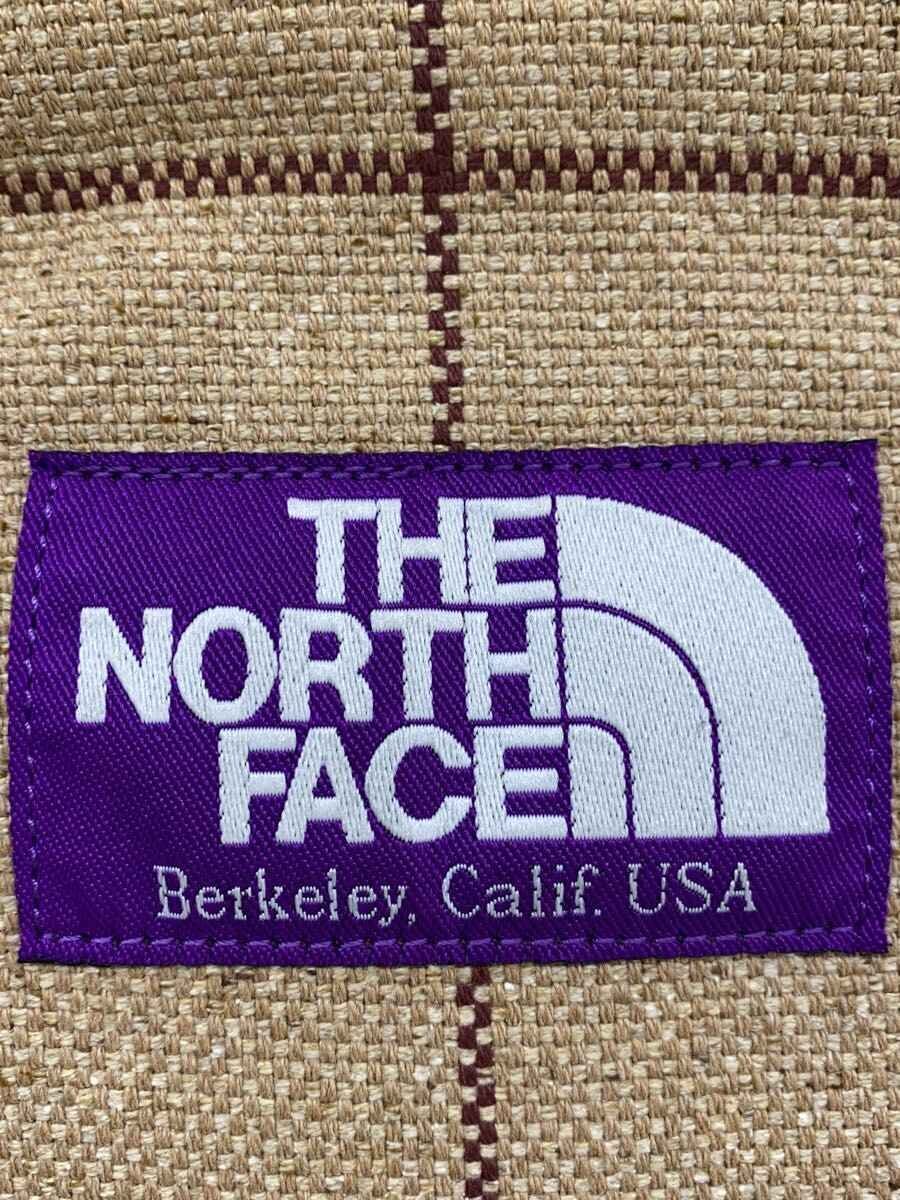 THE
NORTH
FACE
Berkeley, Calif. USA